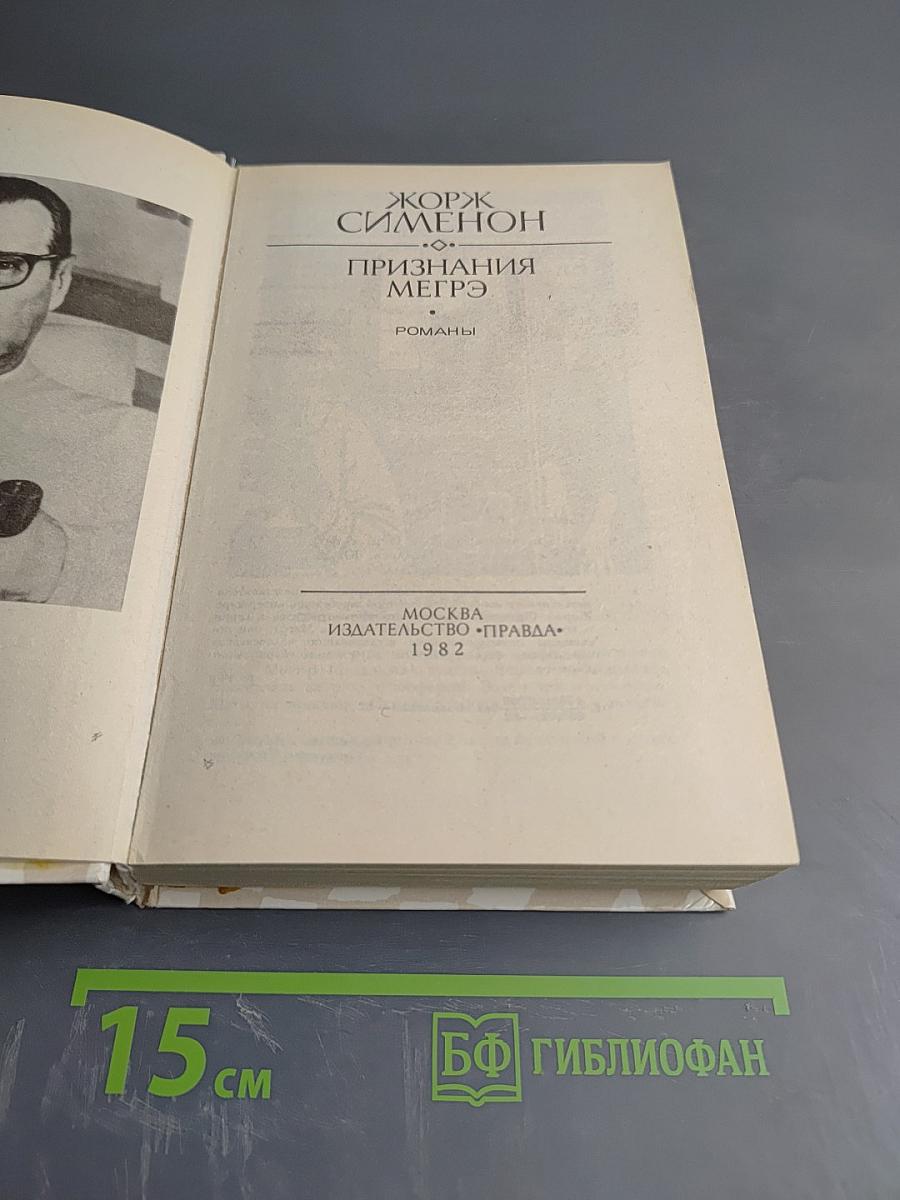 ЖОРЖ
СИМЕНОН
ПРИЗНАНИЯ
МЕГРЭ
РОМАНЫ
МОСКВА
ИЗДАТЕЛЬСТВО «ПРАВДА»
1982
15 СМ
БФ ГИБЛИОФАН